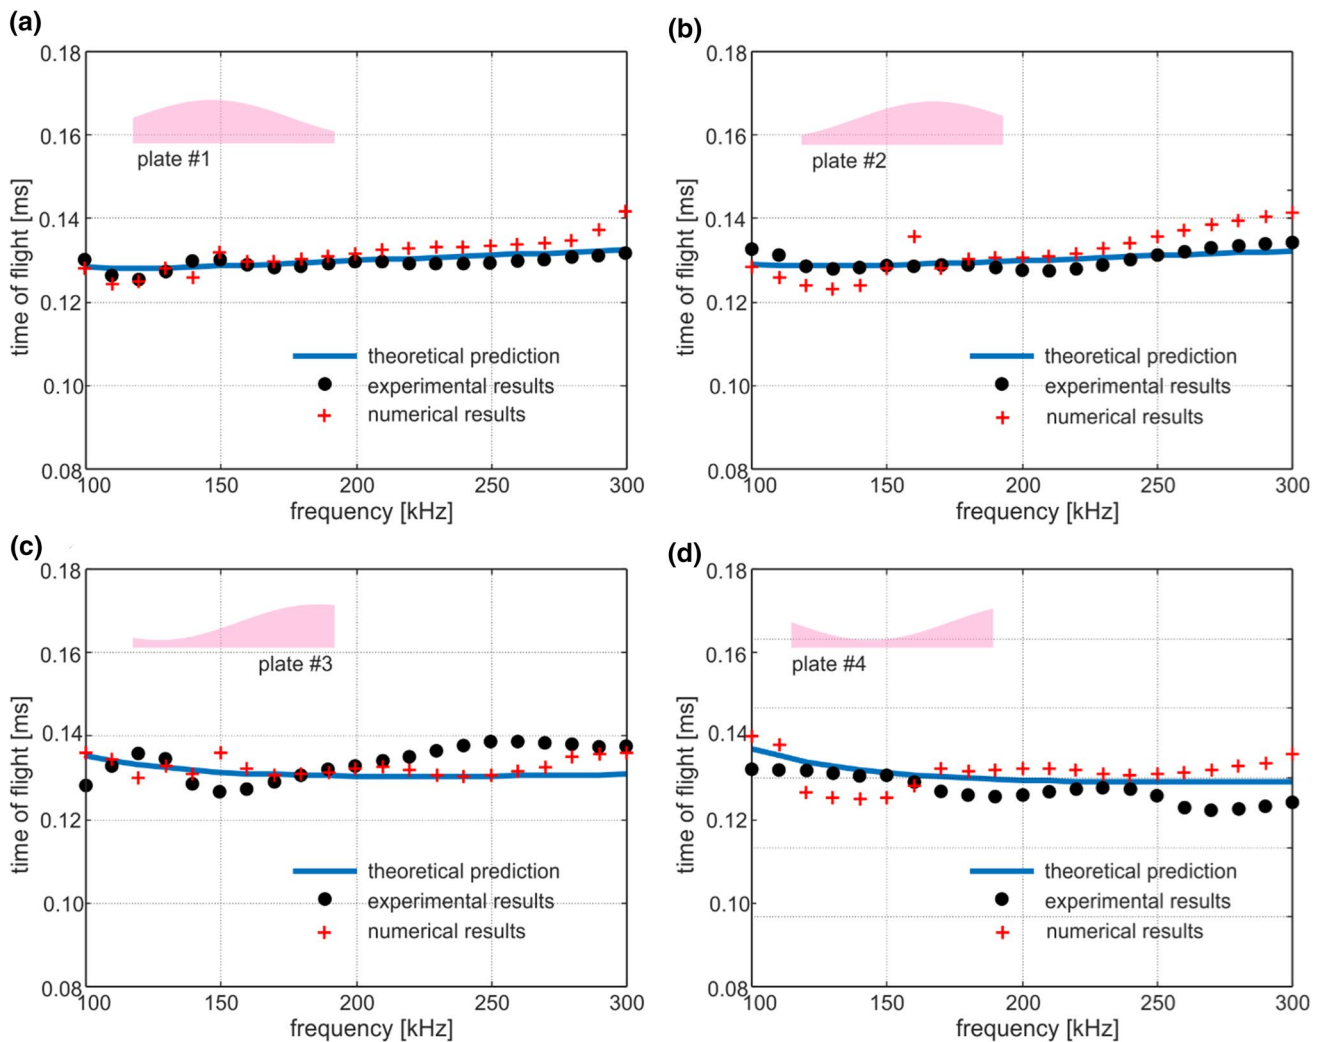 (a)
0.18
0.16
0.14
0.12
0.10
0.08
time of flight [ms]
plate #1
theoretical prediction
experimental results
numerical results
100 150 200 250 300
frequency [kHz]
(b)
0.18
0.16
0.14
0.12
0.10
0.08
time of flight [ms]
plate #2
theoretical prediction
experimental results
numerical results
100 150 200 250 300
frequency [kHz]
(c)
0.18
0.16
0.14
0.12
0.10
0.08
time of flight [ms]
plate #3
theoretical prediction
experimental results
numerical results
100 150 200 250 300
frequency [kHz]
(d)
0.18
0.16
0.14
0.12
0.10
0.08
time of flight [ms]
plate #4
theoretical prediction
experimental results
numerical results
100 150 200 250 300
frequency [kHz]